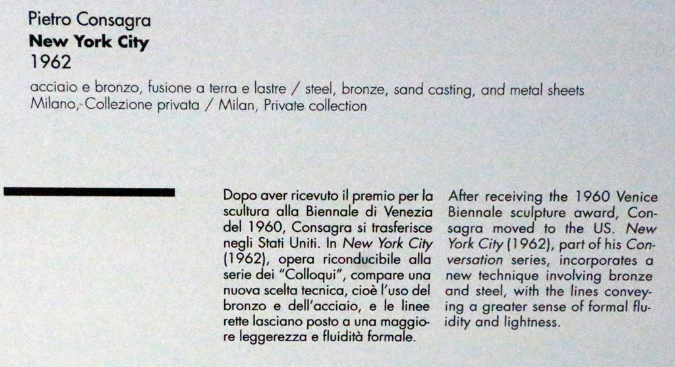 Pietro Consagra
New York City
1962
acciaio e bronzo, fusione a terra e lastre / steel, bronze, sand casting, and metal sheets
Milano, Collezione privata / Milan, Private collection
Dopo aver ricevuto il premio per la
scultura alla Biennale di Venezia
del 1960, Consagra si trasferisce
negli Stati Uniti. In New York City
(1962), opera riconducibile alla
serie dei "Colloqui", compare una
nuova scelta tecnica, cioè l'uso del
bronzo e dell'acciaio, e le linee
rette lasciano posto a una maggio-
re leggerezza e fluidità formale.
After receiving the 1960 Venice
Biennale sculpture award, Con-
sagra moved to the US. New
York City (1962), part of his Con-
versation series, incorporates a
new technique involving bronze
and steel, with the lines convey-
ing a greater sense of formal flu-
idity and lightness.